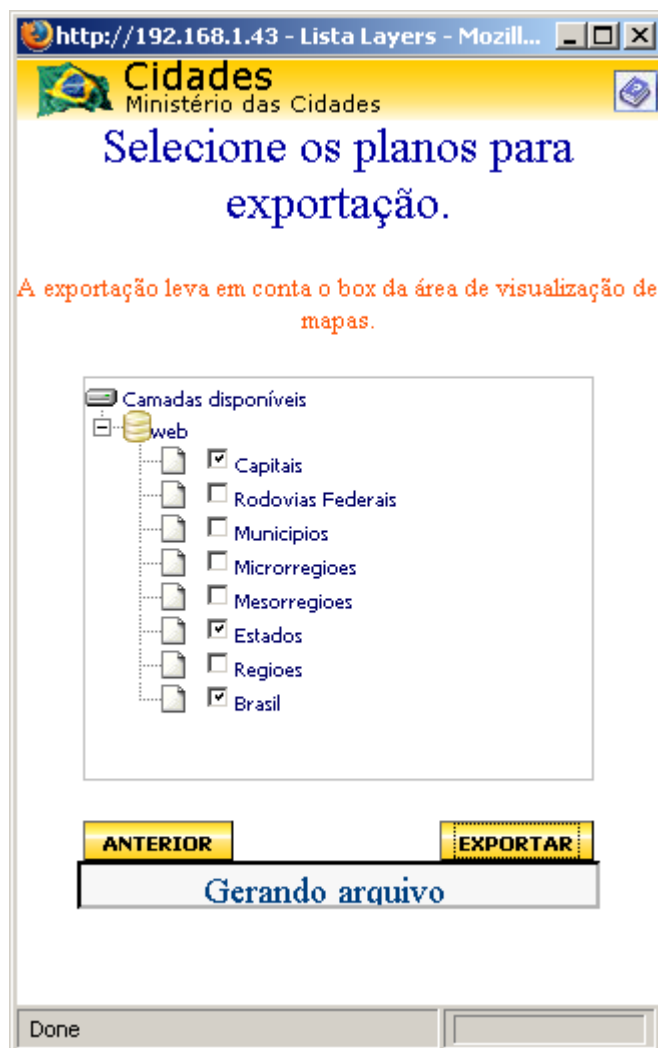 http://192.168.1.43 - Lista Layers - Mozill...
Cidades
Ministério das Cidades
Selecione os planos para
exportação.
A exportação leva em conta o box da área de visualização de
mapas.
Camadas disponíveis
web
Capitais
Rodovias Federais
Municipios
Microrregioes
Mesorregioes
Estados
Regioes
Brasil
ANTERIOR
EXPORTAR
Gerando arquivo
Done